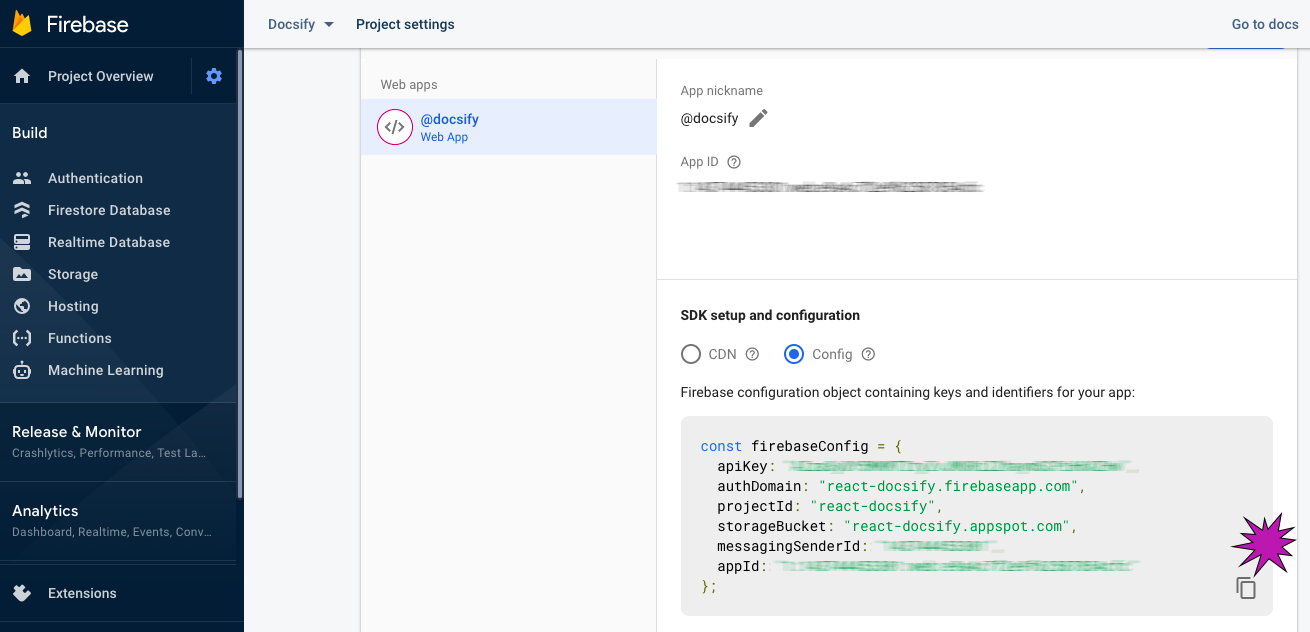 Firebase
Docsify
Project settings
Go to docs
Project Overview
Build
Authentication
Firestore Database
Realtime Database
Storage
Hosting
Functions
Machine Learning
Release & Monitor
Crashlytics, Performance, Test La...
Analytics
Dashboard, Realtime, Events, Conv...
Extensions
Web apps
</>
@docsify
Web App
App nickname
@docsify
App ID
SDK setup and configuration
CDN
Config
Firebase configuration object containing keys and identifiers for your app:
const firebaseConfig = {
apiKey:
authDomain: "react-docsify.firebaseapp.com",
projectId: "react-docsify",
storageBucket: "react-docsify.appspot.com",
messagingSenderId:
appId:
};